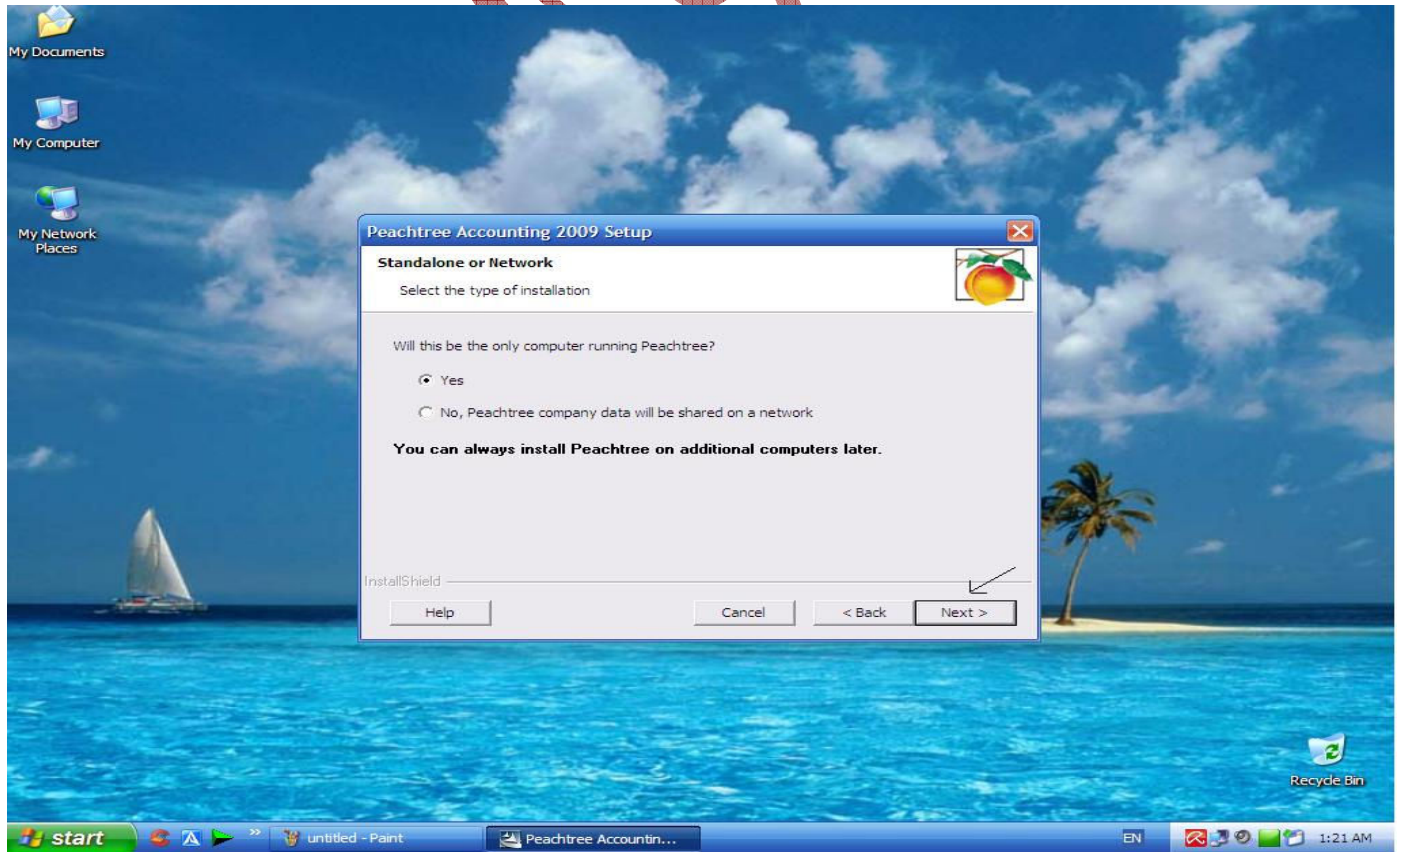 My Documents
My Computer
My Network
Places
Peachtree Accounting 2009 Setup
Standalone or Network
Select the type of installation
Will this be the only computer running Peachtree?
Yes
No, Peachtree company data will be shared on a network
You can always install Peachtree on additional computers later.
InstallShield
Help
Cancel
< Back
Next >
Recycle Bin
start
»
untitled - Paint
Peachtree Accountin...
EN
1:21 AM